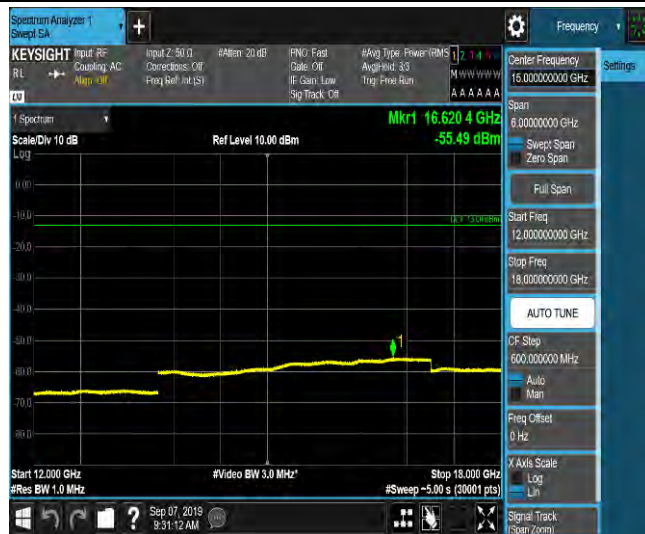 Spectrum Analyzer 1
Swept SA
+
Frequency
KEYSIGHT
RL
Input: RF
Coupling: AC
Align: Off
Input Z: 50 Ω
Corrections: Off
Freq Ref: Int (S)
#Atten: 20 dB
PNO: Fast
Gate: Off
IF Gain: Low
Sig Track: Off
#Avg Type: Power (RMS
Avg|Hold: 3/3
Trig: Free Run
M W W W W W
A A A A A A
1 Spectrum
Scale/Div 10 dB
Log
Ref Level 10.00 dBm
Mkr1 16.620 4 GHz
-55.49 dBm
0.00
-10.0
-20.0
-30.0
-40.0
-50.0
-60.0
-70.0
-80.0
1
Start 12.000 GHz
#Res BW 1.0 MHz
#Video BW 3.0 MHz*
Stop 18.000 GHz
#Sweep ~5.00 s (30001 pts)
Sep 07, 2019
9:31:12 AM
Center Frequency
15.000000000 GHz
Settings
Span
6.00000000 GHz
Swept Span
Zero Span
Full Span
Start Freq
12.000000000 GHz
Stop Freq
18.000000000 GHz
AUTO TUNE
CF Step
600.000000 MHz
Auto
Man
Freq Offset
0 Hz
X Axis Scale
Log
Lin
Signal Track
(Span Zoom)